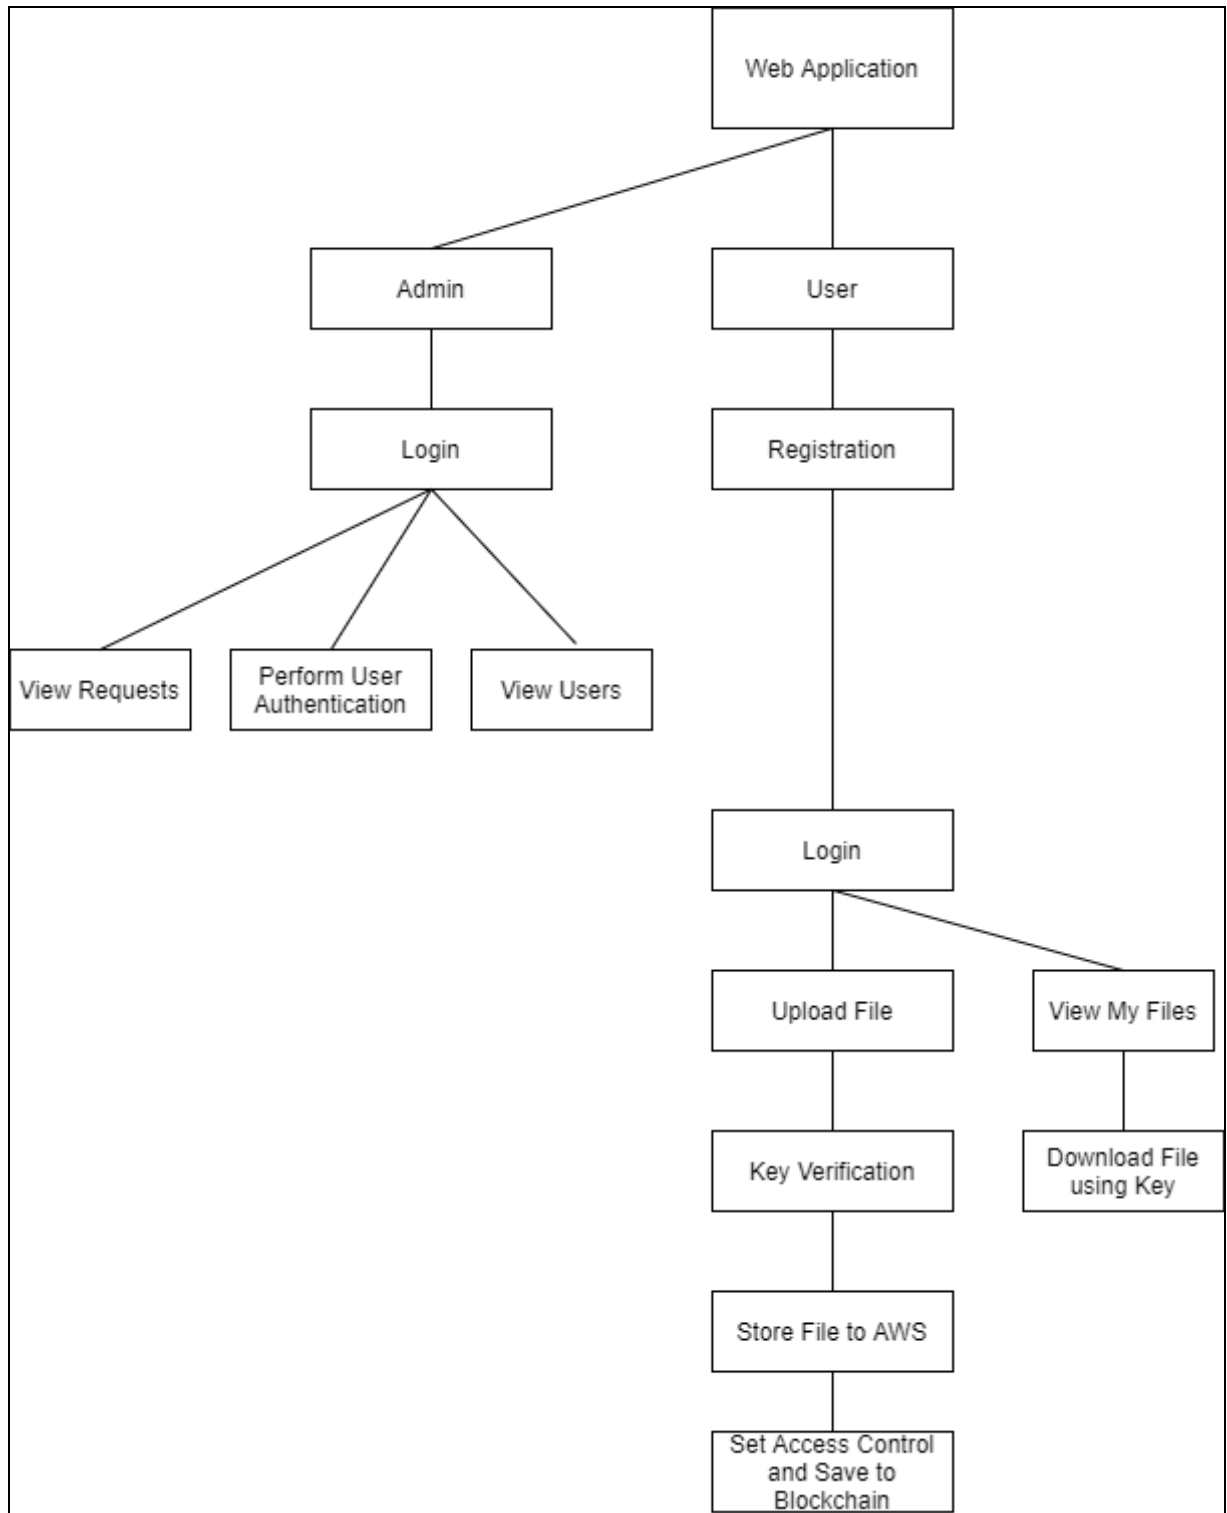 Web Application
Admin
User
Login
Registration
View Requests
Perform User
Authentication
View Users
Login
Upload File
View My Files
Key Verification
Download File
using Key
Store File to AWS
Set Access Control
and Save to
Blockchain